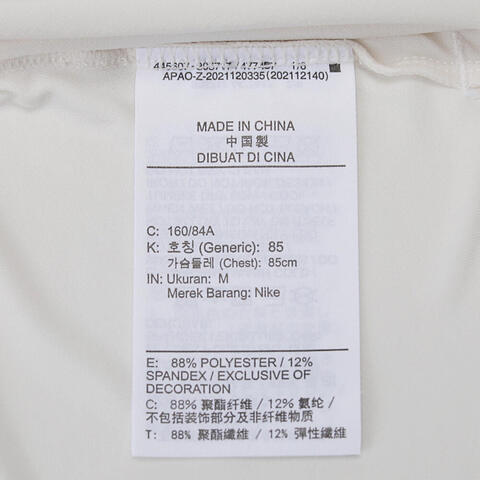 1/6
APAO-Z-2021120335(202112140)
MADE IN CHINA
中国製
DIBUAT DI CINA
C: 160/84A
K: 호칭 (Generic): 85
가슴둘레 (Chest): 85cm
IN: Ukuran: M
Merek Barang: Nike
E: 88% POLYESTER / 12%
SPANDEX / EXCLUSIVE OF
DECORATION
C: 88% 聚酯纤维 / 12% 氨纶 /
不包括装饰部分及非纤维物质
T: 88% 聚酯纖維 / 12% 彈性纖維